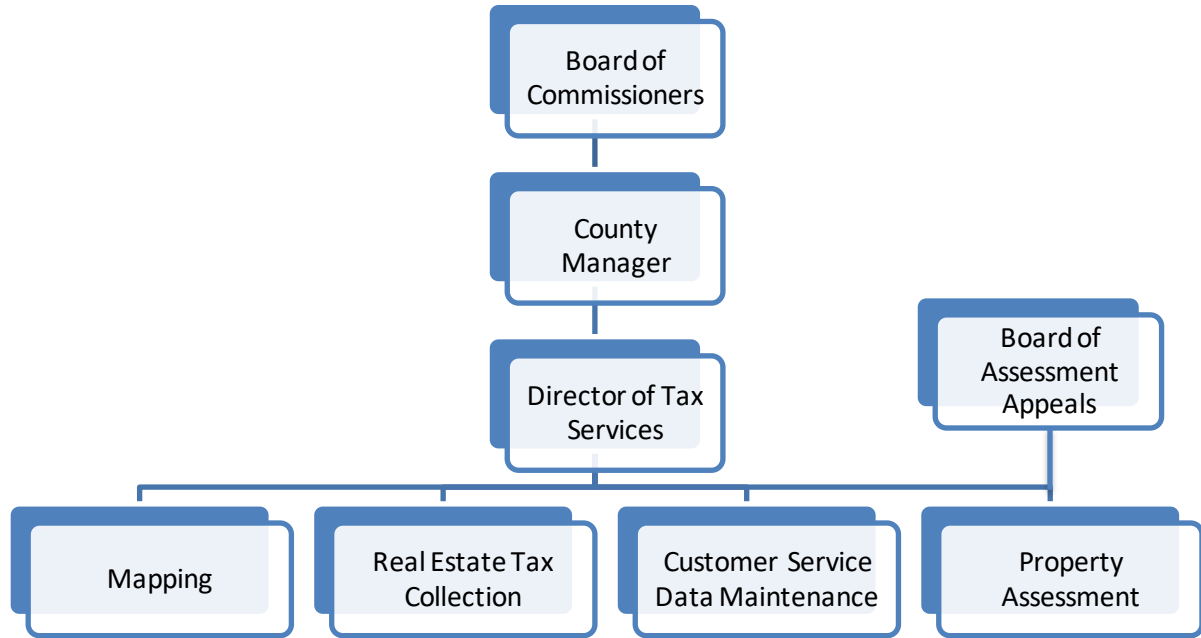 Board of
Commissioners
County
Manager
Director of Tax
Services
Board of
Assessment
Appeals
Mapping
Real Estate Tax
Collection
Customer Service
Data Maintenance
Property
Assessment